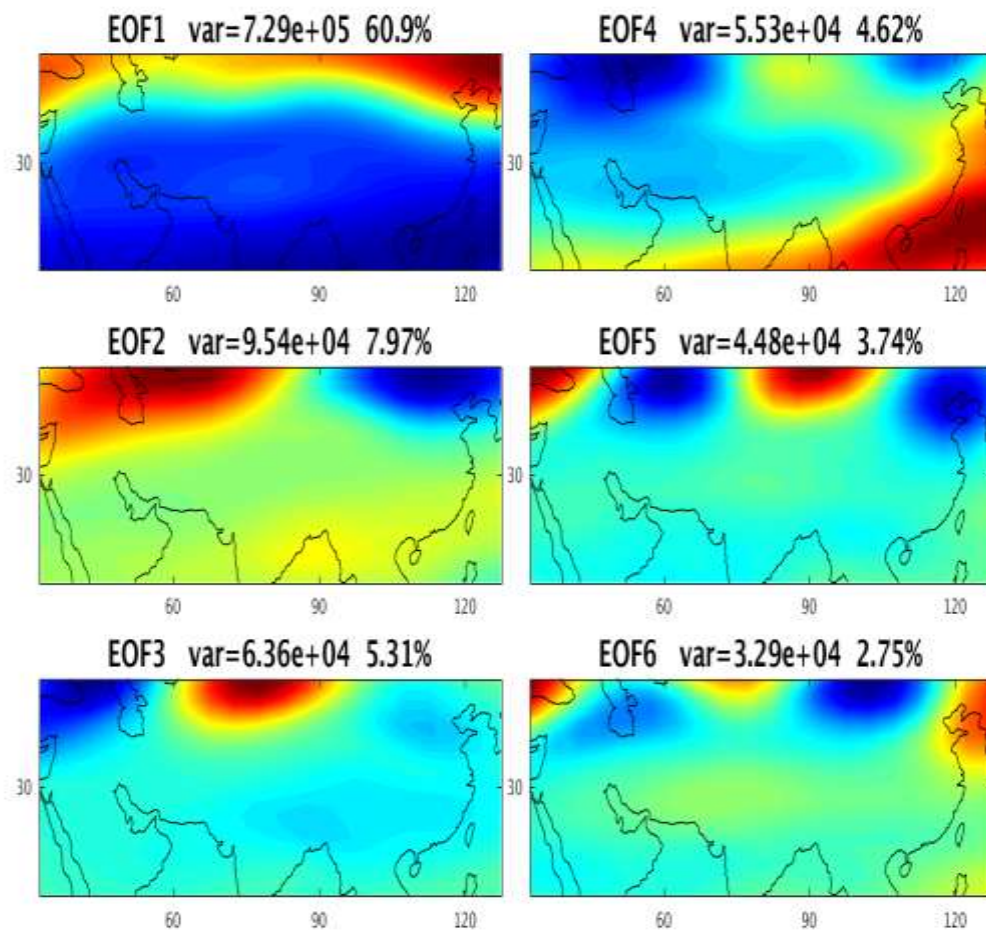 EOF1 var=7.29e+05 60.9%
30
60 90 120
EOF4 var=5.53e+04 4.62%
30
60 90 120
EOF2 var=9.54e+04 7.97%
30
60 90 120
EOF5 var=4.48e+04 3.74%
30
60 90 120
EOF3 var=6.36e+04 5.31%
30
60 90 120
EOF6 var=3.29e+04 2.75%
30
60 90 120